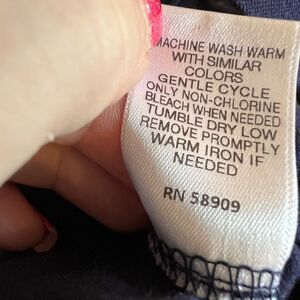 MACHINE WASH WARM
WITH SIMILAR
COLORS
GENTLE CYCLE
ONLY NON-CHLORINE
BLEACH WHEN NEEDED
TUMBLE DRY LOW
REMOVE PROMPTLY
WARM IRON IF
NEEDED
RN 58909